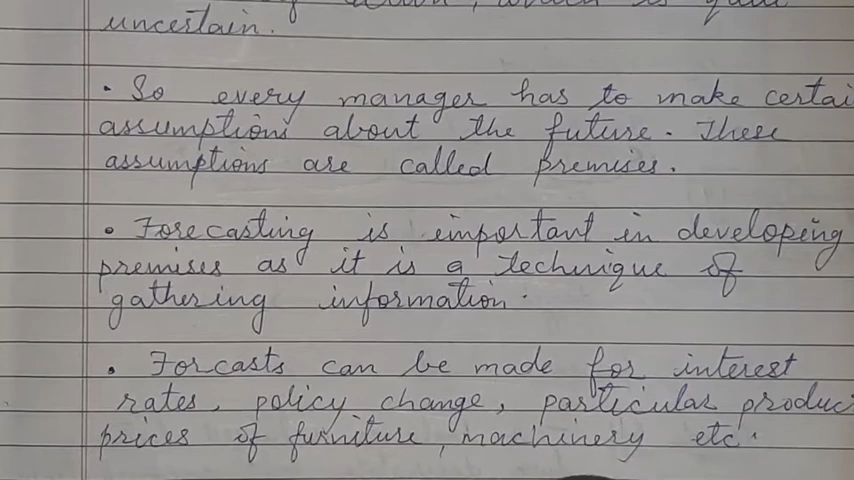 uncertain.
• So every manager has to make certai
assumptions about the future. These
assumptions are called premises.
• Forecasting is important in developing
premises as it is a technique of
gathering information.
• Forcasts can be made for interest
rates, policy change, particular produc
prices of furniture, machinery etc.